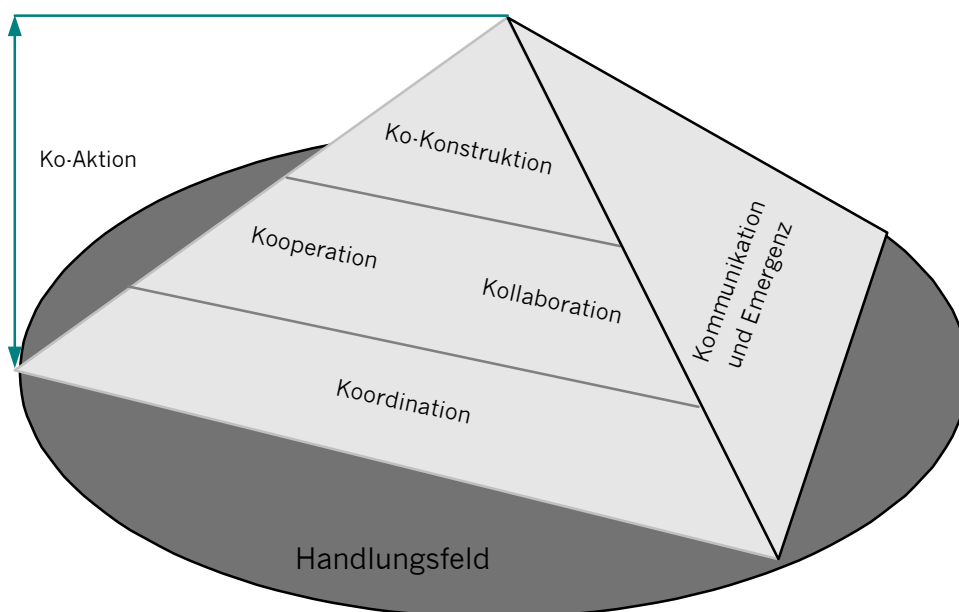 Ko-Aktion
Ko-Konstruktion
Kooperation
Kollaboration
Koordination
Kommunikation
und Emergenz
Handlungsfeld